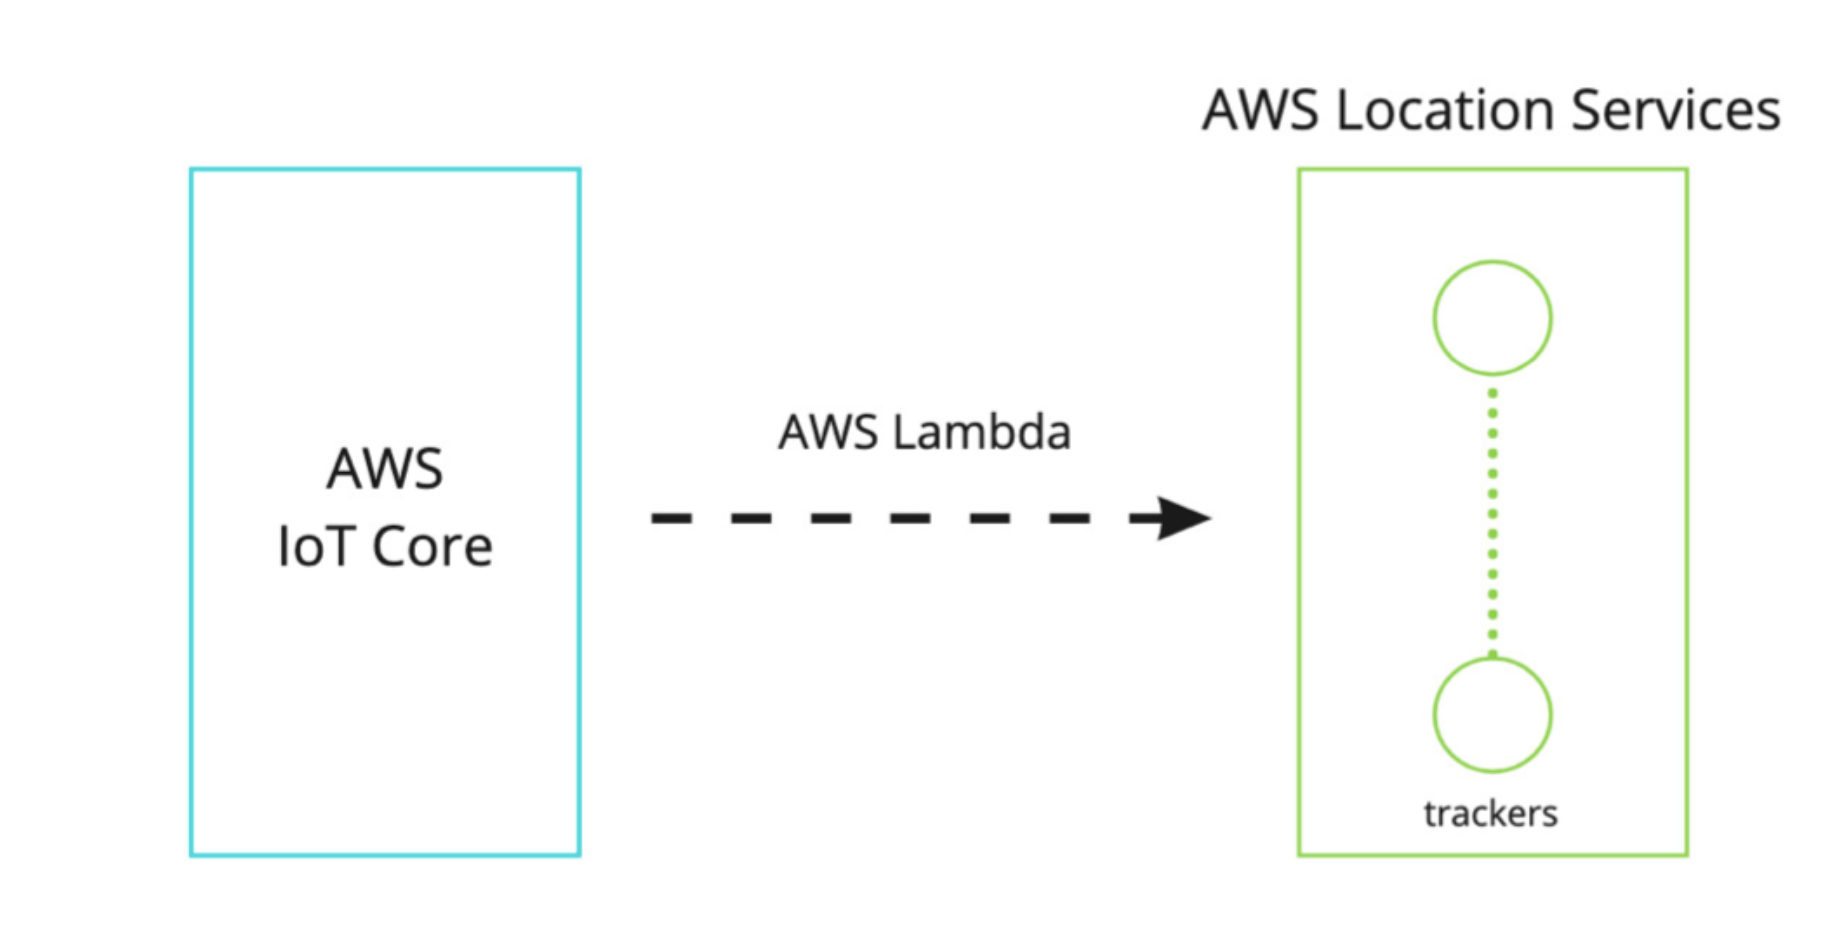 AWS Location Services
AWS
IoT Core
AWS Lambda
trackers